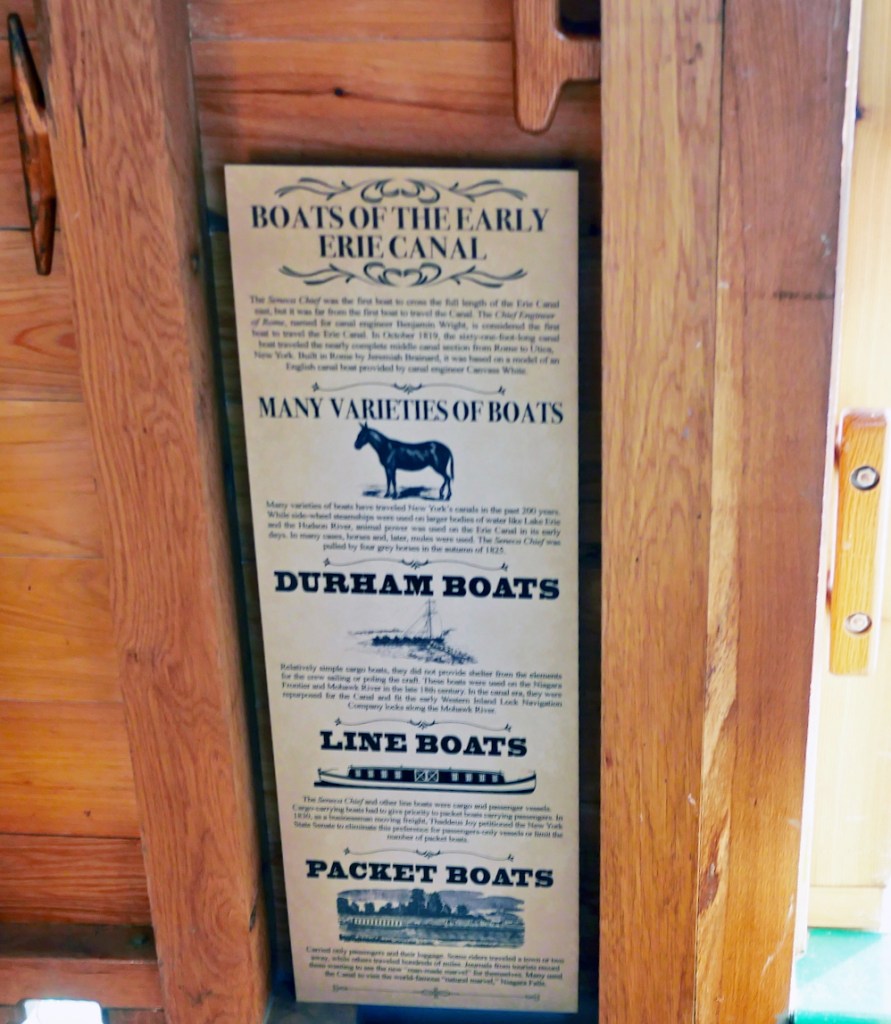 BOATS OF THE EARLY
ERIE CANAL
The Seneca Chief was the first boat to cross the full length of the Erie Canal
east, but it was far from the first boat to travel the Canal. The Chief Engineer
of Rome, named for canal engineer Benjamin Wright, is considered the first
boat to travel the Erie Canal. In October 1819, the sixty-one-foot-long canal
boat traveled the nearly complete middle canal section from Rome to Utica,
New York. Built in Rome by Jeremiah Brainard, it was based on a model of an
English canal boat provided by canal engineer Canvass White.
MANY VARIETIES OF BOATS
Many varieties of boats have traveled New York's canals in the past 200 years.
While side-wheel steamships were used on larger bodies of water like Lake Erie
and the Hudson River, animal power was used on the Erie Canal in its early
days. In many cases, horses and, later, mules were used. The Seneca Chief was
pulled by four grey horses in the autumn of 1825.
DURHAM BOATS
Relatively simple cargo boats, they did not provide shelter from the elements
for the crew sailing or poling the craft. These boats were used on the Niagara
Frontier and Mohawk River in the late 18th century. In the canal era, they were
repurposed for the Canal and fit the early Western Inland Lock Navigation
Company locks along the Mohawk River.
LINE BOATS
The Seneca Chief and other line boats were cargo and passenger vessels.
Cargo-carrying boats had to give priority to packet boats carrying passengers. In
1830, as a businessman moving freight, Thaddeus Joy petitioned the New York
State Senate to eliminate this preference for passengers-only vessels or limit the
number of packet boats.
PACKET BOATS
Carried only passengers and their luggage. Some riders traveled a town or two
away, while others traveled hundreds of miles. Journals from tourists record
them wanting to see the new "man-made marvel" for themselves. Many used
the Canal to visit the world-famous "natural marvel," Niagara Falls.